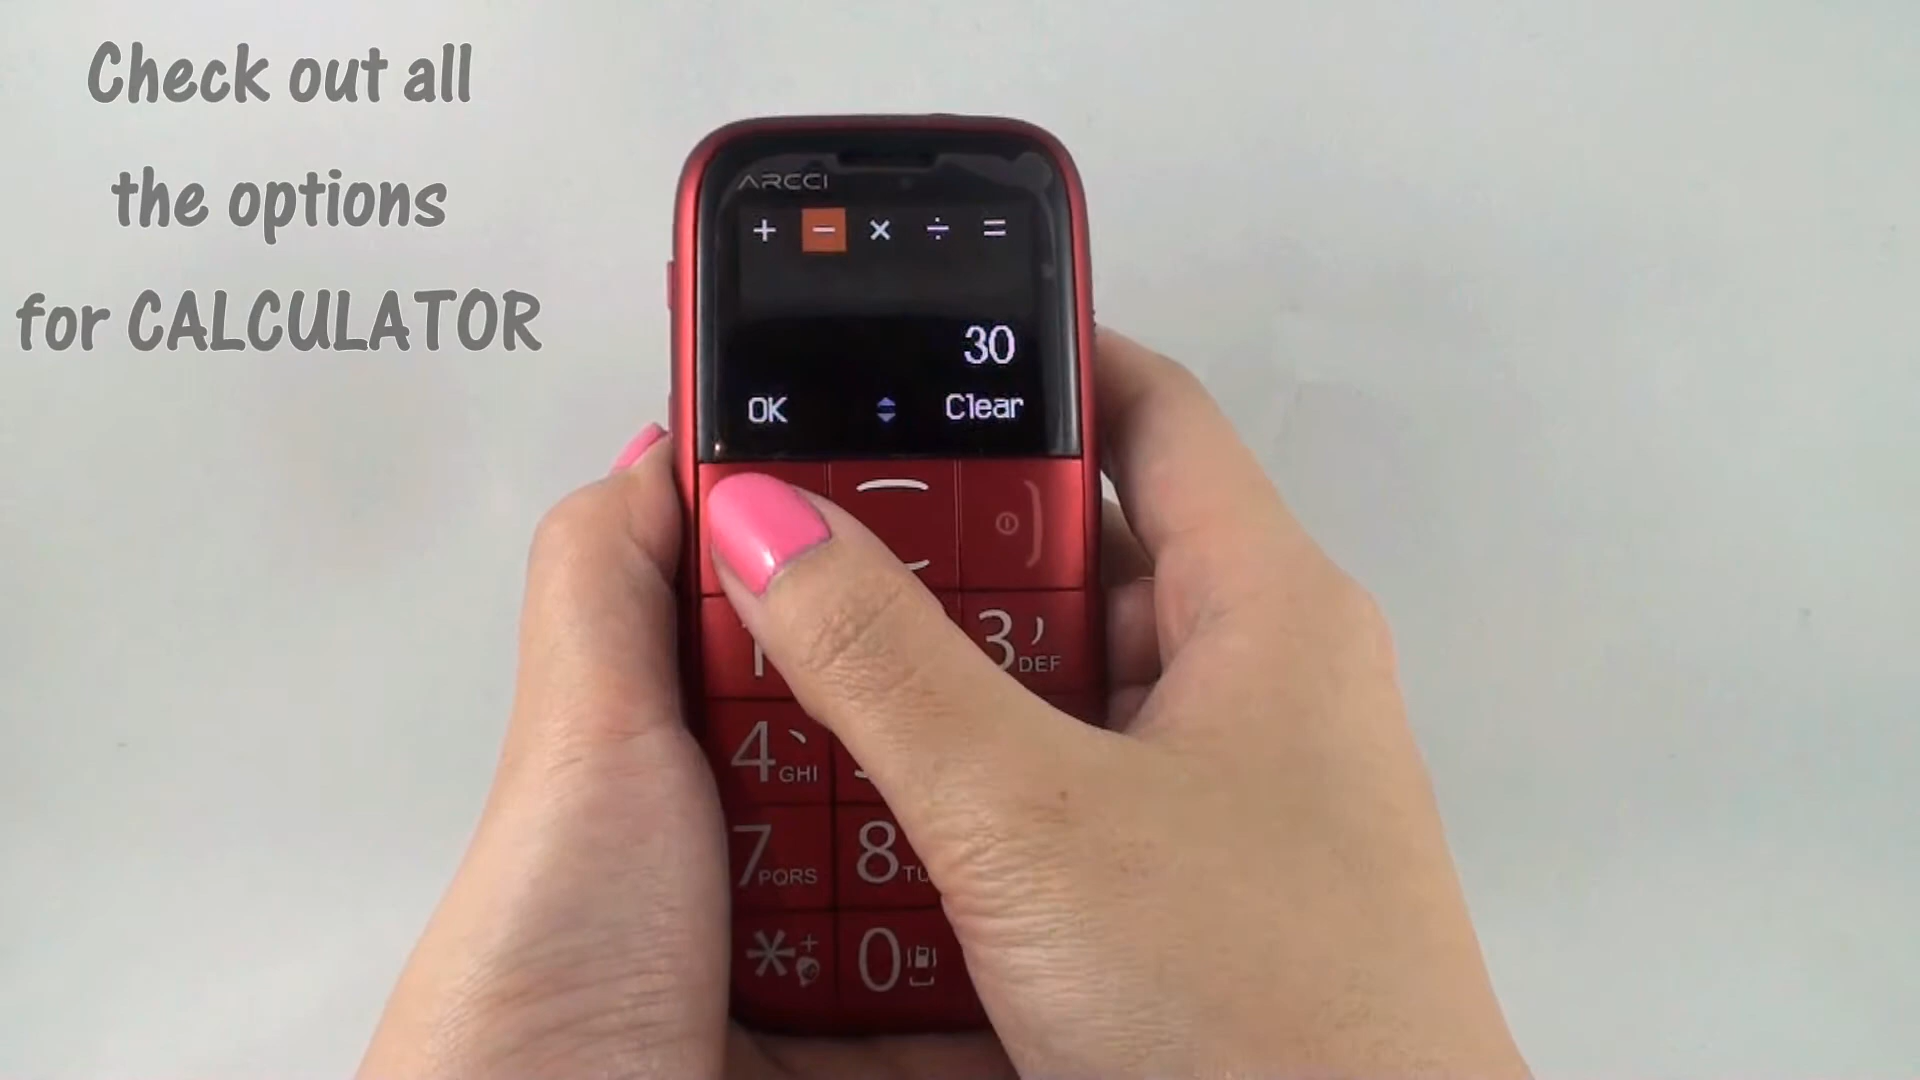 Check out all
the options
for CALCULATOR
ARCCI
+ − × ÷ =
30
OK Clear
3 DEF
4 GHI
7 PQRS
8
* +
0